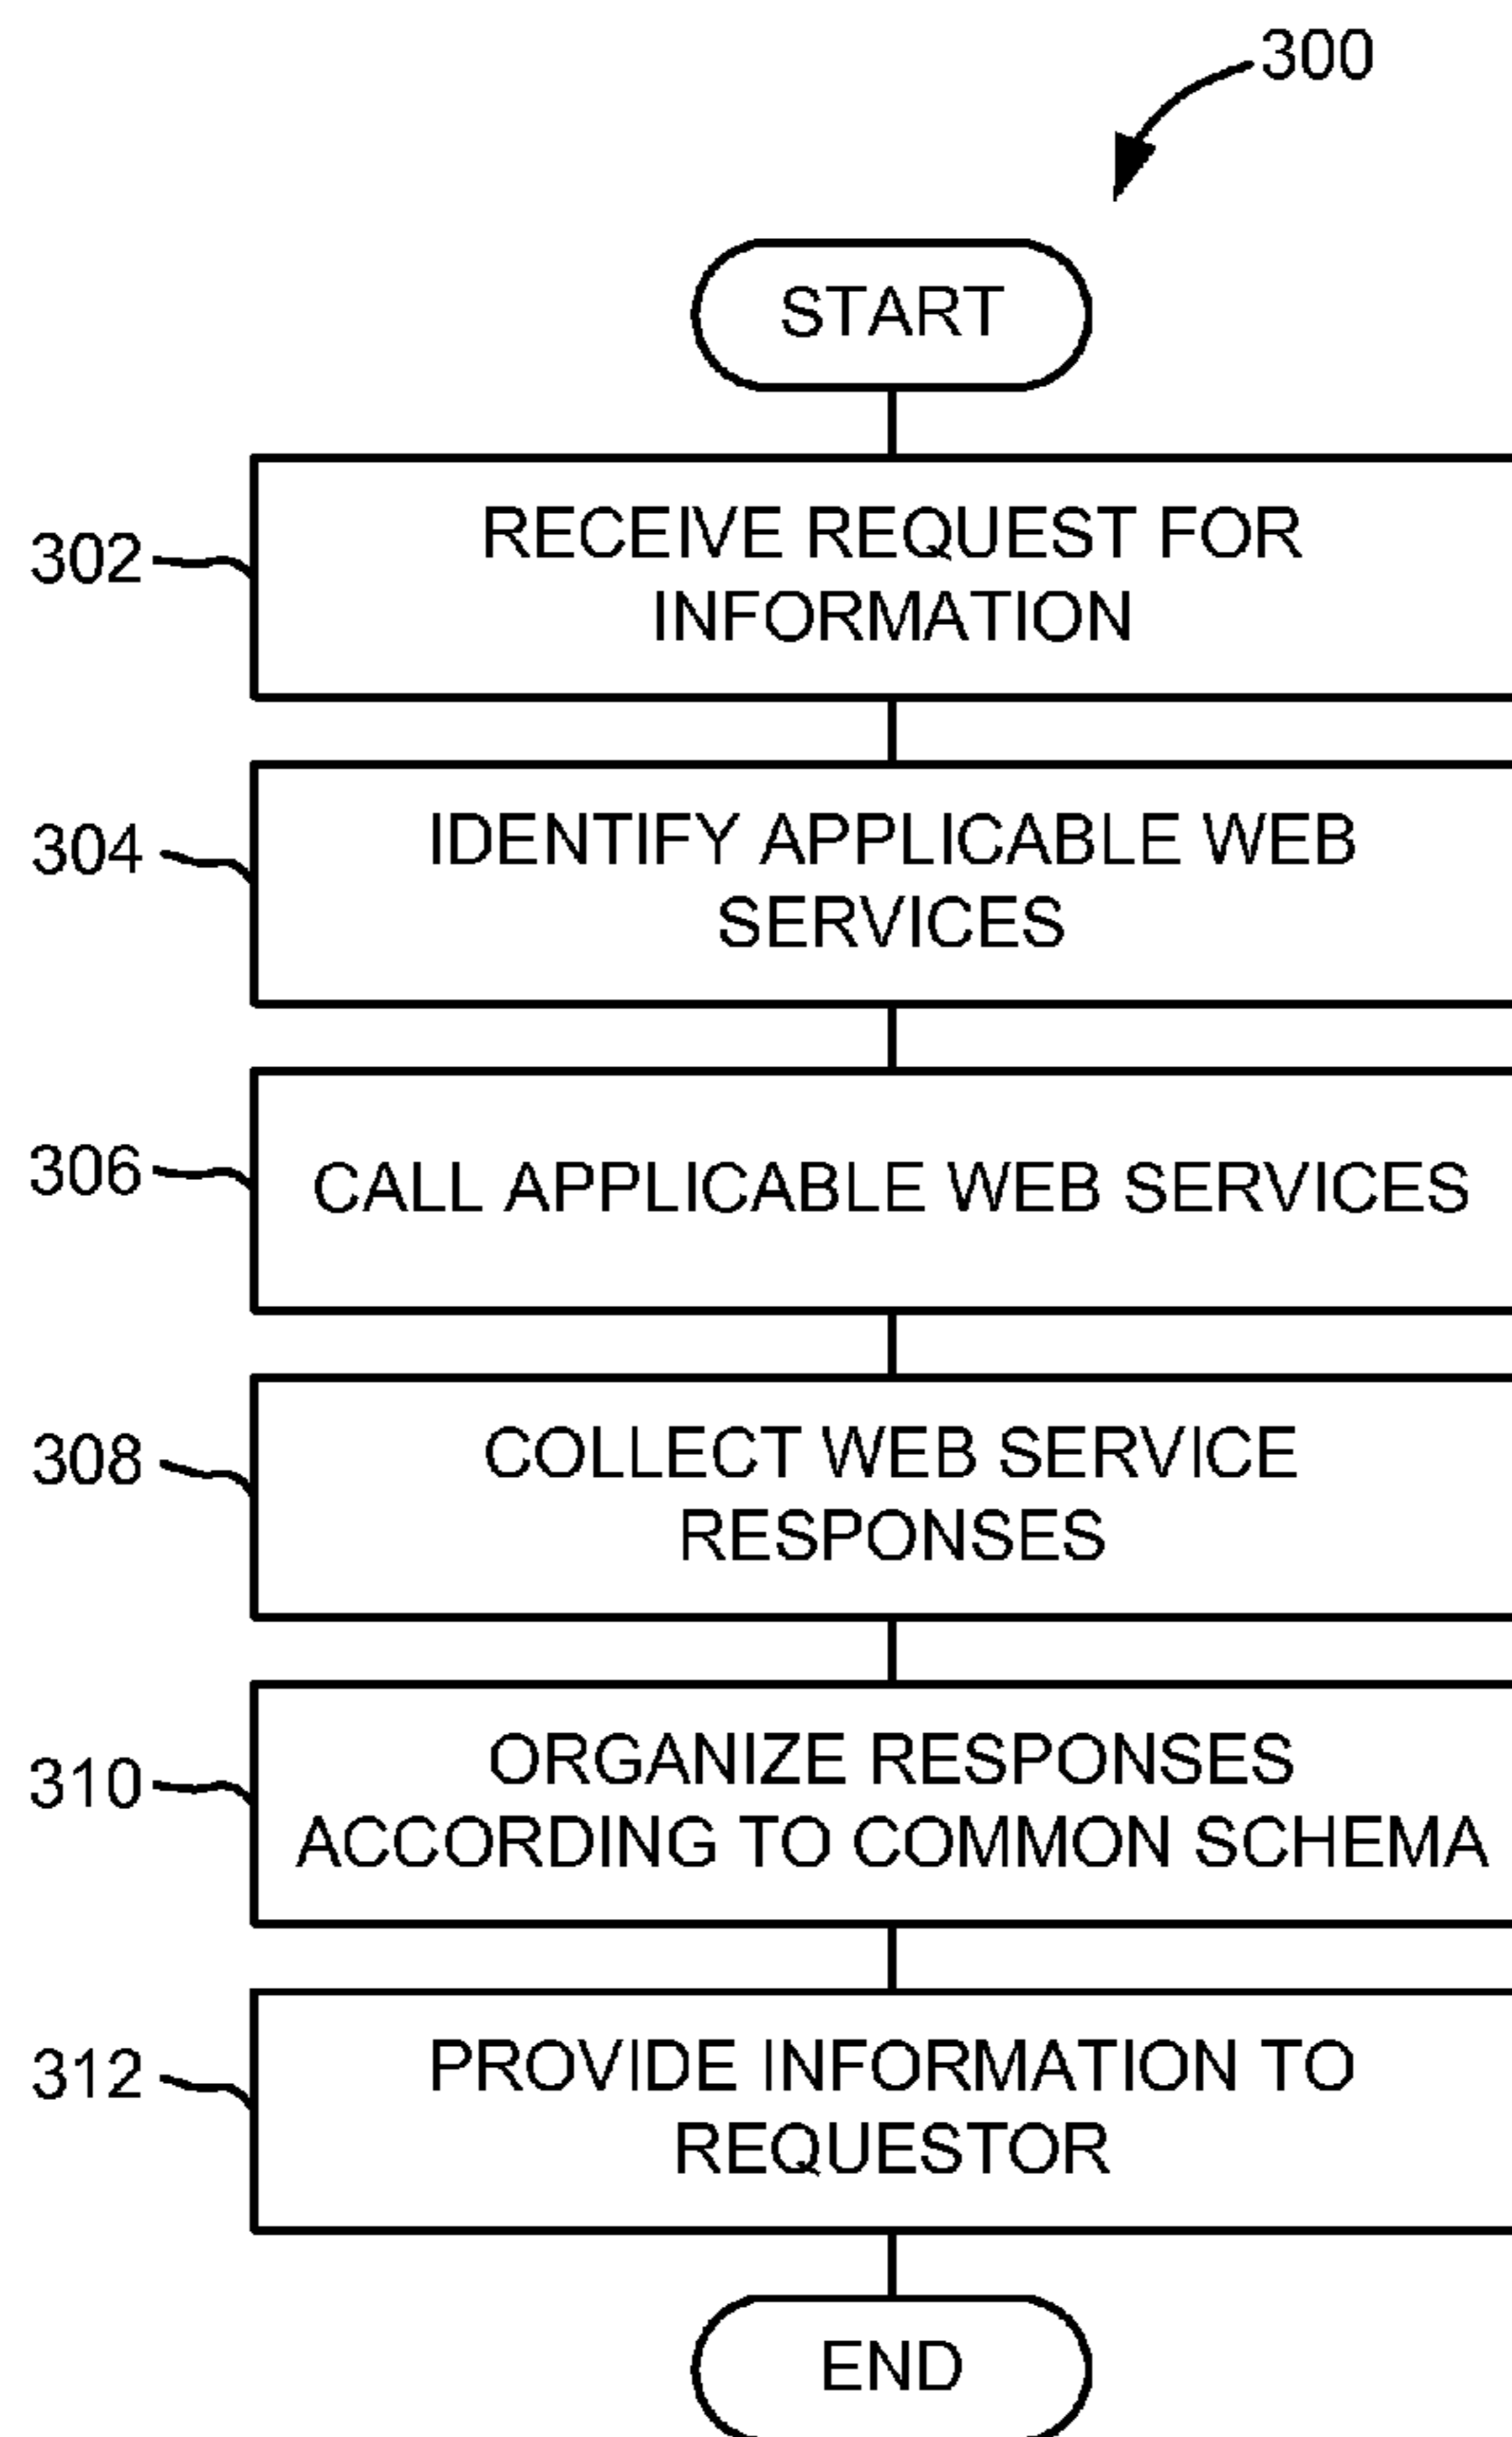 300
START
302
RECEIVE REQUEST FOR
INFORMATION
304
IDENTIFY APPLICABLE WEB
SERVICES
306
CALL APPLICABLE WEB SERVICES
308
COLLECT WEB SERVICE
RESPONSES
310
ORGANIZE RESPONSES
ACCORDING TO COMMON SCHEMA
312
PROVIDE INFORMATION TO
REQUESTOR
END